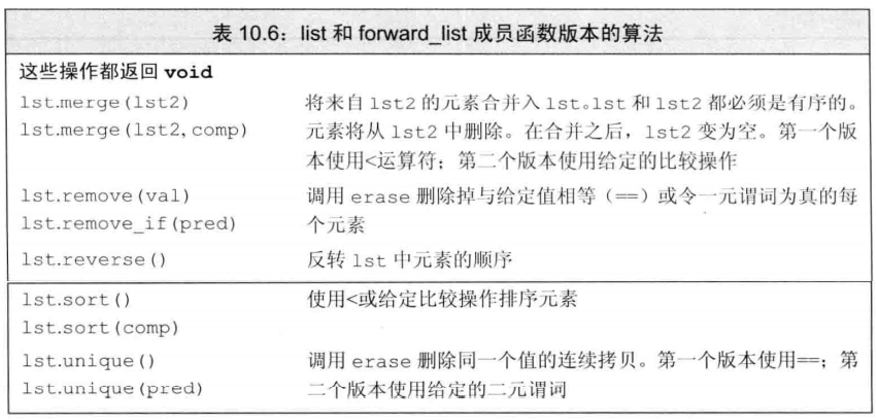 表 10.6：list 和 forward_list 成员函数版本的算法
这些操作都返回 void
lst.merge(lst2) 将来自 lst2 的元素合并入 lst。lst 和 lst2 都必须是有序的。
lst.merge(lst2,comp) 元素将从 lst2 中删除。在合并之后，lst2 变为空。第一个版
本使用<运算符；第二个版本使用给定的比较操作
lst.remove(val) 调用 erase 删除掉与给定值相等（==）或令一元谓词为真的每
lst.remove_if(pred) 个元素
lst.reverse() 反转 lst 中元素的顺序
lst.sort() 使用<或给定比较操作排序元素
lst.sort(comp)
lst.unique() 调用 erase 删除同一个值的连续拷贝。第一个版本使用==；第
lst.unique(pred) 二个版本使用给定的二元谓词